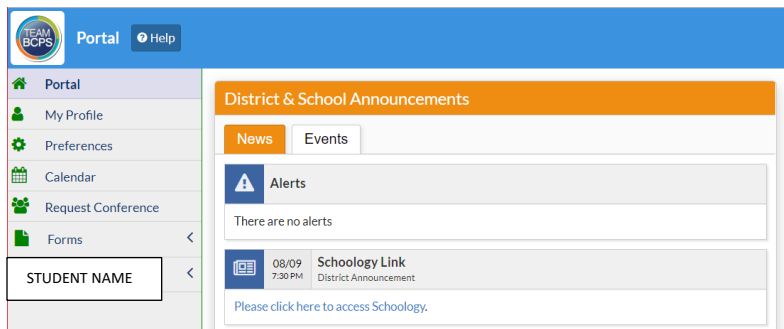 TEAM
BCPS
Portal
Help
Portal
My Profile
Preferences
Calendar
Request Conference
Forms
STUDENT NAME
District & School Announcements
News Events
Alerts
There are no alerts
08/09 Schoology Link
7:30 PM District Announcement
Please click here to access Schoology.